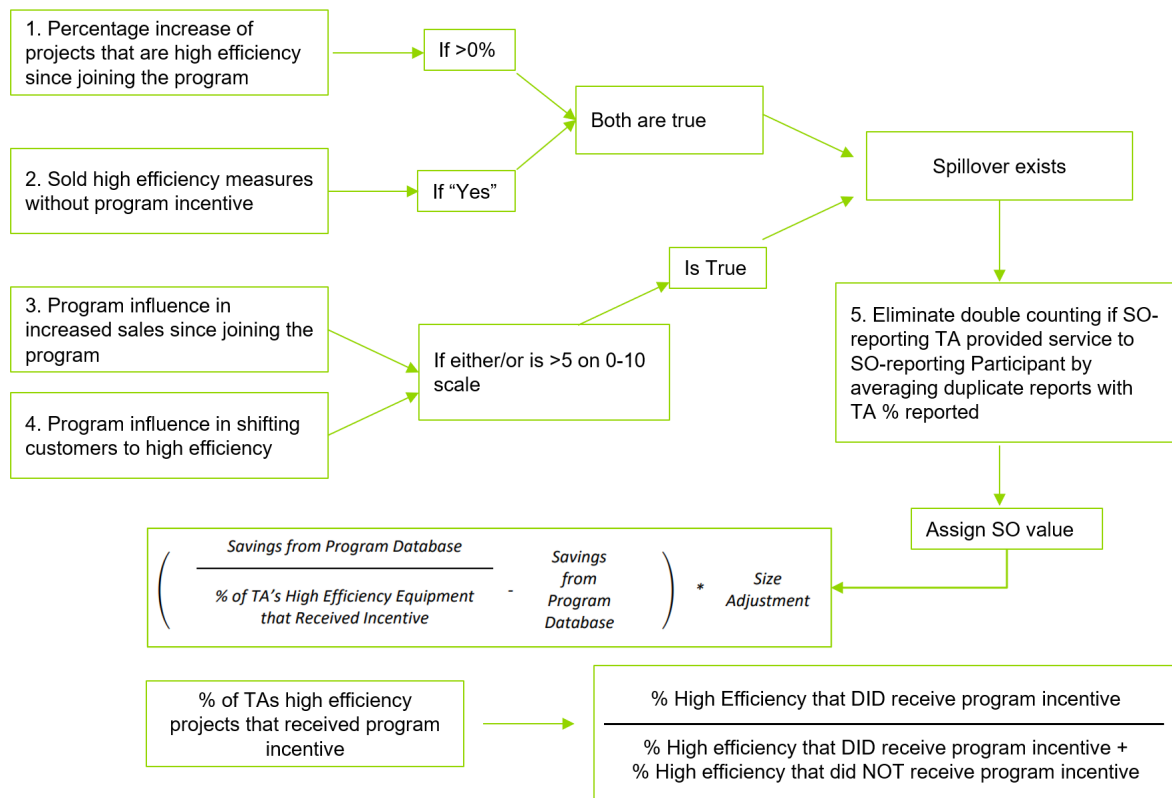 1. Percentage increase of
projects that are high efficiency
since joining the program
If >0%
Both are true
2. Sold high efficiency measures
without program incentive
If “Yes”
Spillover exists
Is True
3. Program influence in
increased sales since joining the
program
If either/or is >5 on 0-10
scale
4. Program influence in shifting
customers to high efficiency
5. Eliminate double counting if SO-
reporting TA provided service to
SO-reporting Participant by
averaging duplicate reports with
TA % reported
Assign SO value
(
Savings from Program Database
% of TA’s High Efficiency Equipment
that Received Incentive
-
Savings
from
Program
Database
)
*
Size
Adjustment
% of TAs high efficiency
projects that received program
incentive
% High Efficiency that DID receive program incentive
% High efficiency that DID receive program incentive +
% High efficiency that did NOT receive program incentive